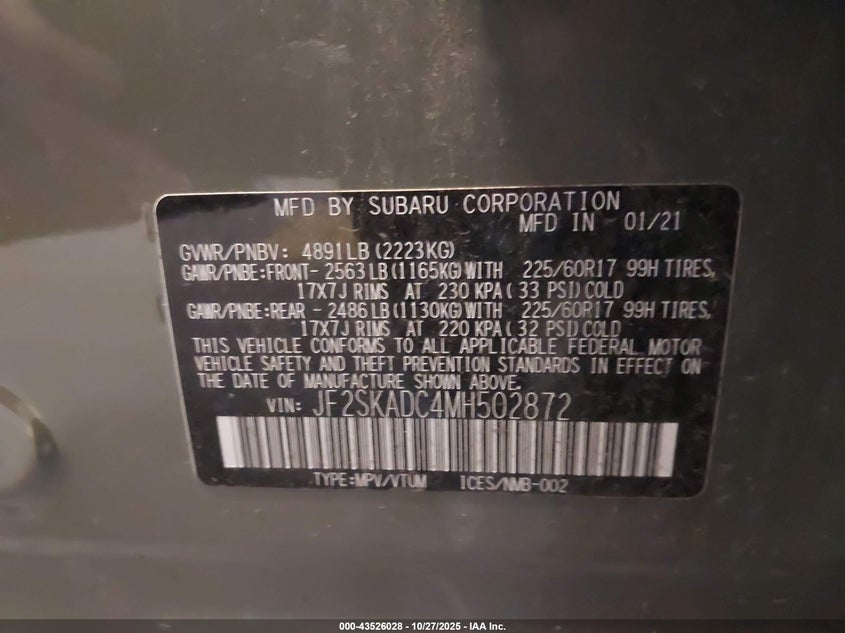 MFD BY SUBARU CORPORATION
MFD IN 01/21
GVWR/PNBV: 4891LB(2223KG)
GAWR/PNBE:FRONT- 2563LB(1165KG)WITH 225/60R17 99H TIRES,
17X7J RIMS AT 230 KPA( 33 PSI)COLD
GAWR/PNBE:REAR - 2486LB(1130KG)WITH 225/60R17 99H TIRES,
17X7J RIMS AT 220 KPA( 32 PSI)COLD
THIS VEHICLE CONFORMS TO ALL APPLICABLE FEDERAL MOTOR
VEHICLE SAFETY AND THEFT PREVENTION STANDARDS IN EFFECT ON
THE DATE OF MANUFACTURE SHOWN ABOVE.
VIN: JF2SKADC4MH502872
TYPE:MPV/VTUM ICES/NMB-002
000-43526028 - 10/27/2025 - IAA Inc.